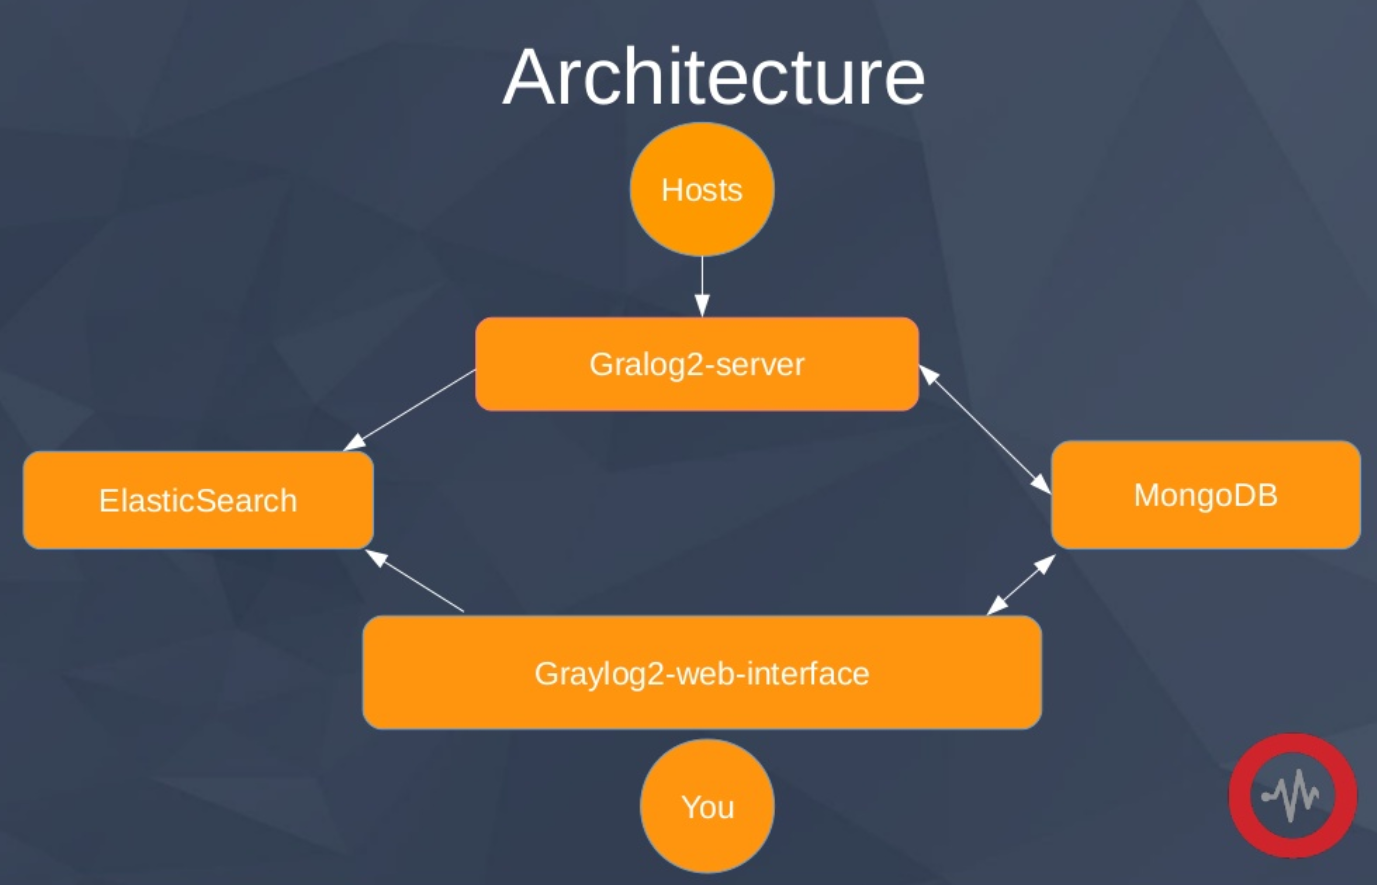 Architecture
Hosts
Gralog2-server
ElasticSearch
MongoDB
Graylog2-web-interface
You